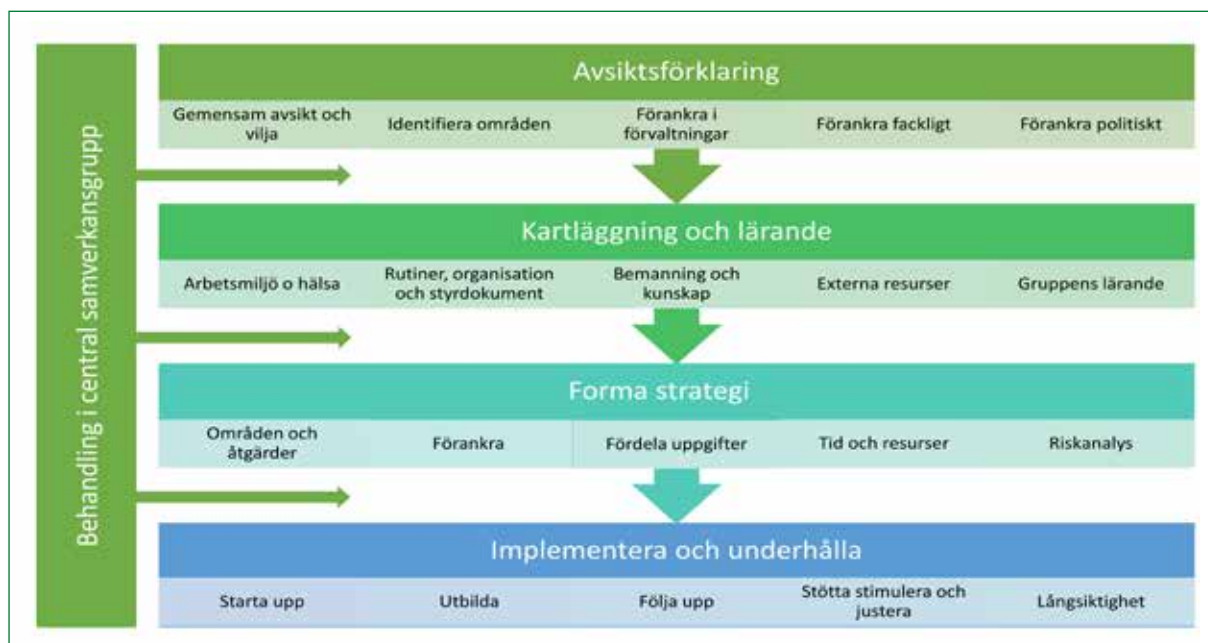 Behandling i central samverkansgrupp
Avsiktsförklaring
Gemensam avsikt och
vilja
Identifiera områden
Förankra i
förvaltningar
Förankra fackligt
Förankra politiskt
Kartläggning och lärande
Arbetsmiljö o hälsa
Rutiner, organisation
och styrdokument
Bemanning och
kunskap
Externa resurser
Gruppens lärande
Forma strategi
Områden och
åtgärder
Förankra
Fördela uppgifter
Tid och resurser
Riskanalys
Implementera och underhålla
Starta upp
Utbilda
Följa upp
Stötta stimulera och
justera
Långsiktighet